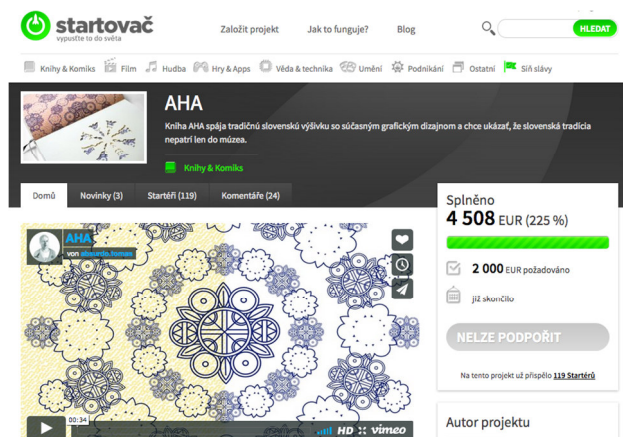 startovač
vypusťte to do světa
Založit projekt
Jak to funguje?
Blog
HLEDAT
Knihy & Komiks
Film
Hudba
Hry & Apps
Věda & technika
Umění
Podnikání
Ostatní
Síň slávy
AHA
Kniha AHA spája tradičnú slovenskú výšivku so súčasným grafickým dizajnom a chce ukázať, že slovenská tradícia
nepatrí len do múzea.
Knihy & Komiks
Domů
Novinky (3)
Startéři (119)
Komentáře (24)
AHA
von
00:34
HD
vimeo
Splněno
4 508 EUR (225 %)
2 000 EUR požadováno
již skončilo
NELZE PODPOŘIT
Na tento projekt už přispělo 119 Startérů
Autor projektu